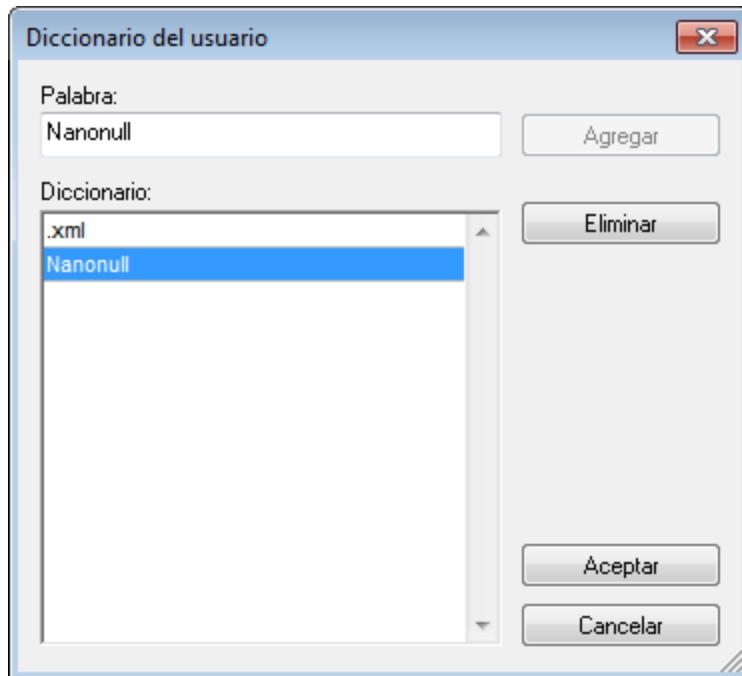 Diccionario del usuario
Palabra:
Nanonull
Agregar
Diccionario:
.xml
Nanonull
Eliminar
Aceptar
Cancelar